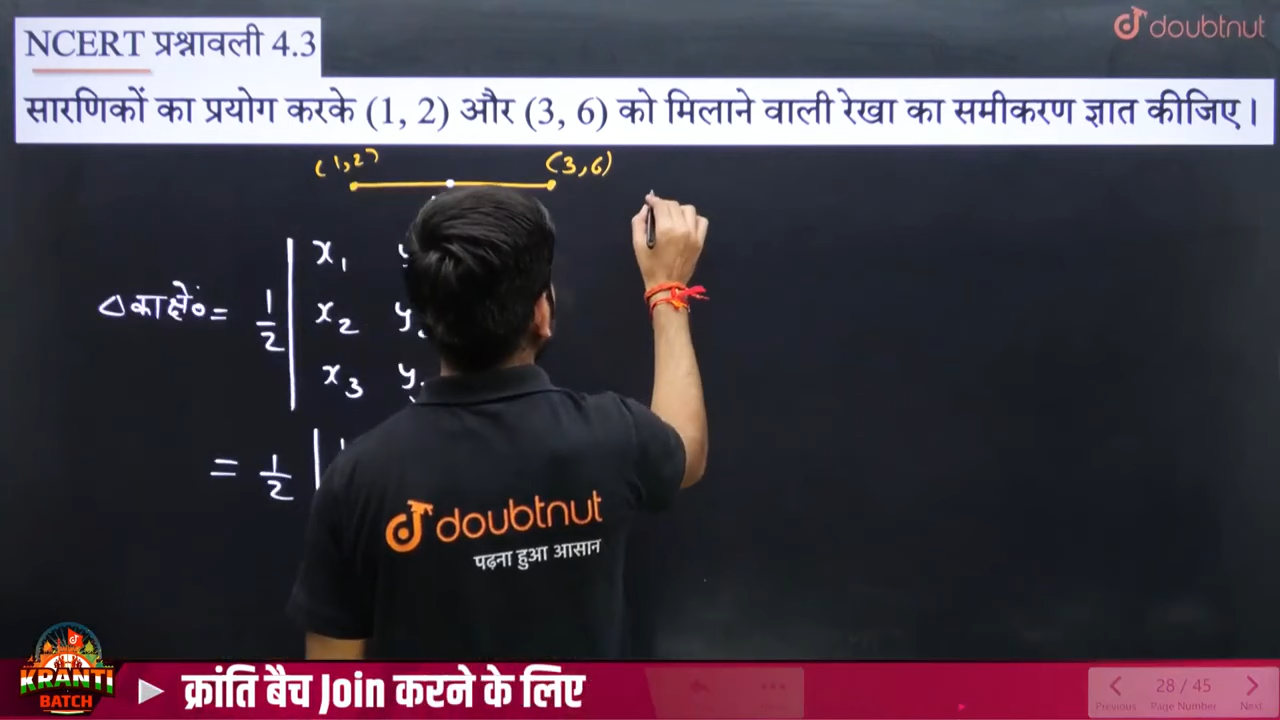 NCERT प्रश्नावली 4.3
doubtnut
सारणिकों का प्रयोग करके (1, 2) और (3, 6) को मिलाने वाली रेखा का समीकरण ज्ञात कीजिए।
(1,2) (3,6)
x₁
Δ का क्षे० = 1/2 x₂ y
x₃ y
= 1/2
doubtnut
पढ़ना हुआ आसान
KRANTI
BATCH
क्रांति बैच Join करने के लिए
28 / 45
Previous Page Number Next